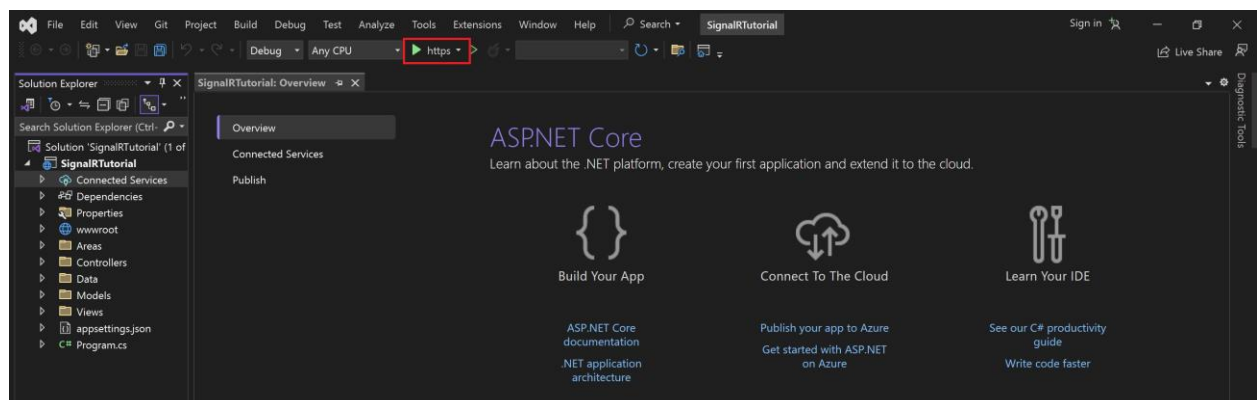 File Edit View Git Project Build Debug Test Analyze Tools Extensions Window Help Search SignalRTutorial Sign in
Debug Any CPU https Live Share
Solution Explorer
Search Solution Explorer (Ctrl-
Solution 'SignalRTutorial' (1 of
SignalRTutorial
Connected Services
Dependencies
Properties
wwwroot
Areas
Controllers
Data
Models
Views
appsettings.json
C# Program.cs
SignalRTutorial: Overview
Overview
Connected Services
Publish
ASP.NET Core
Learn about the .NET platform, create your first application and extend it to the cloud.
Build Your App
ASP.NET Core
documentation
.NET application
architecture
Connect To The Cloud
Publish your app to Azure
Get started with ASP.NET
on Azure
Learn Your IDE
See our C# productivity
guide
Write code faster
Diagnostic Tools